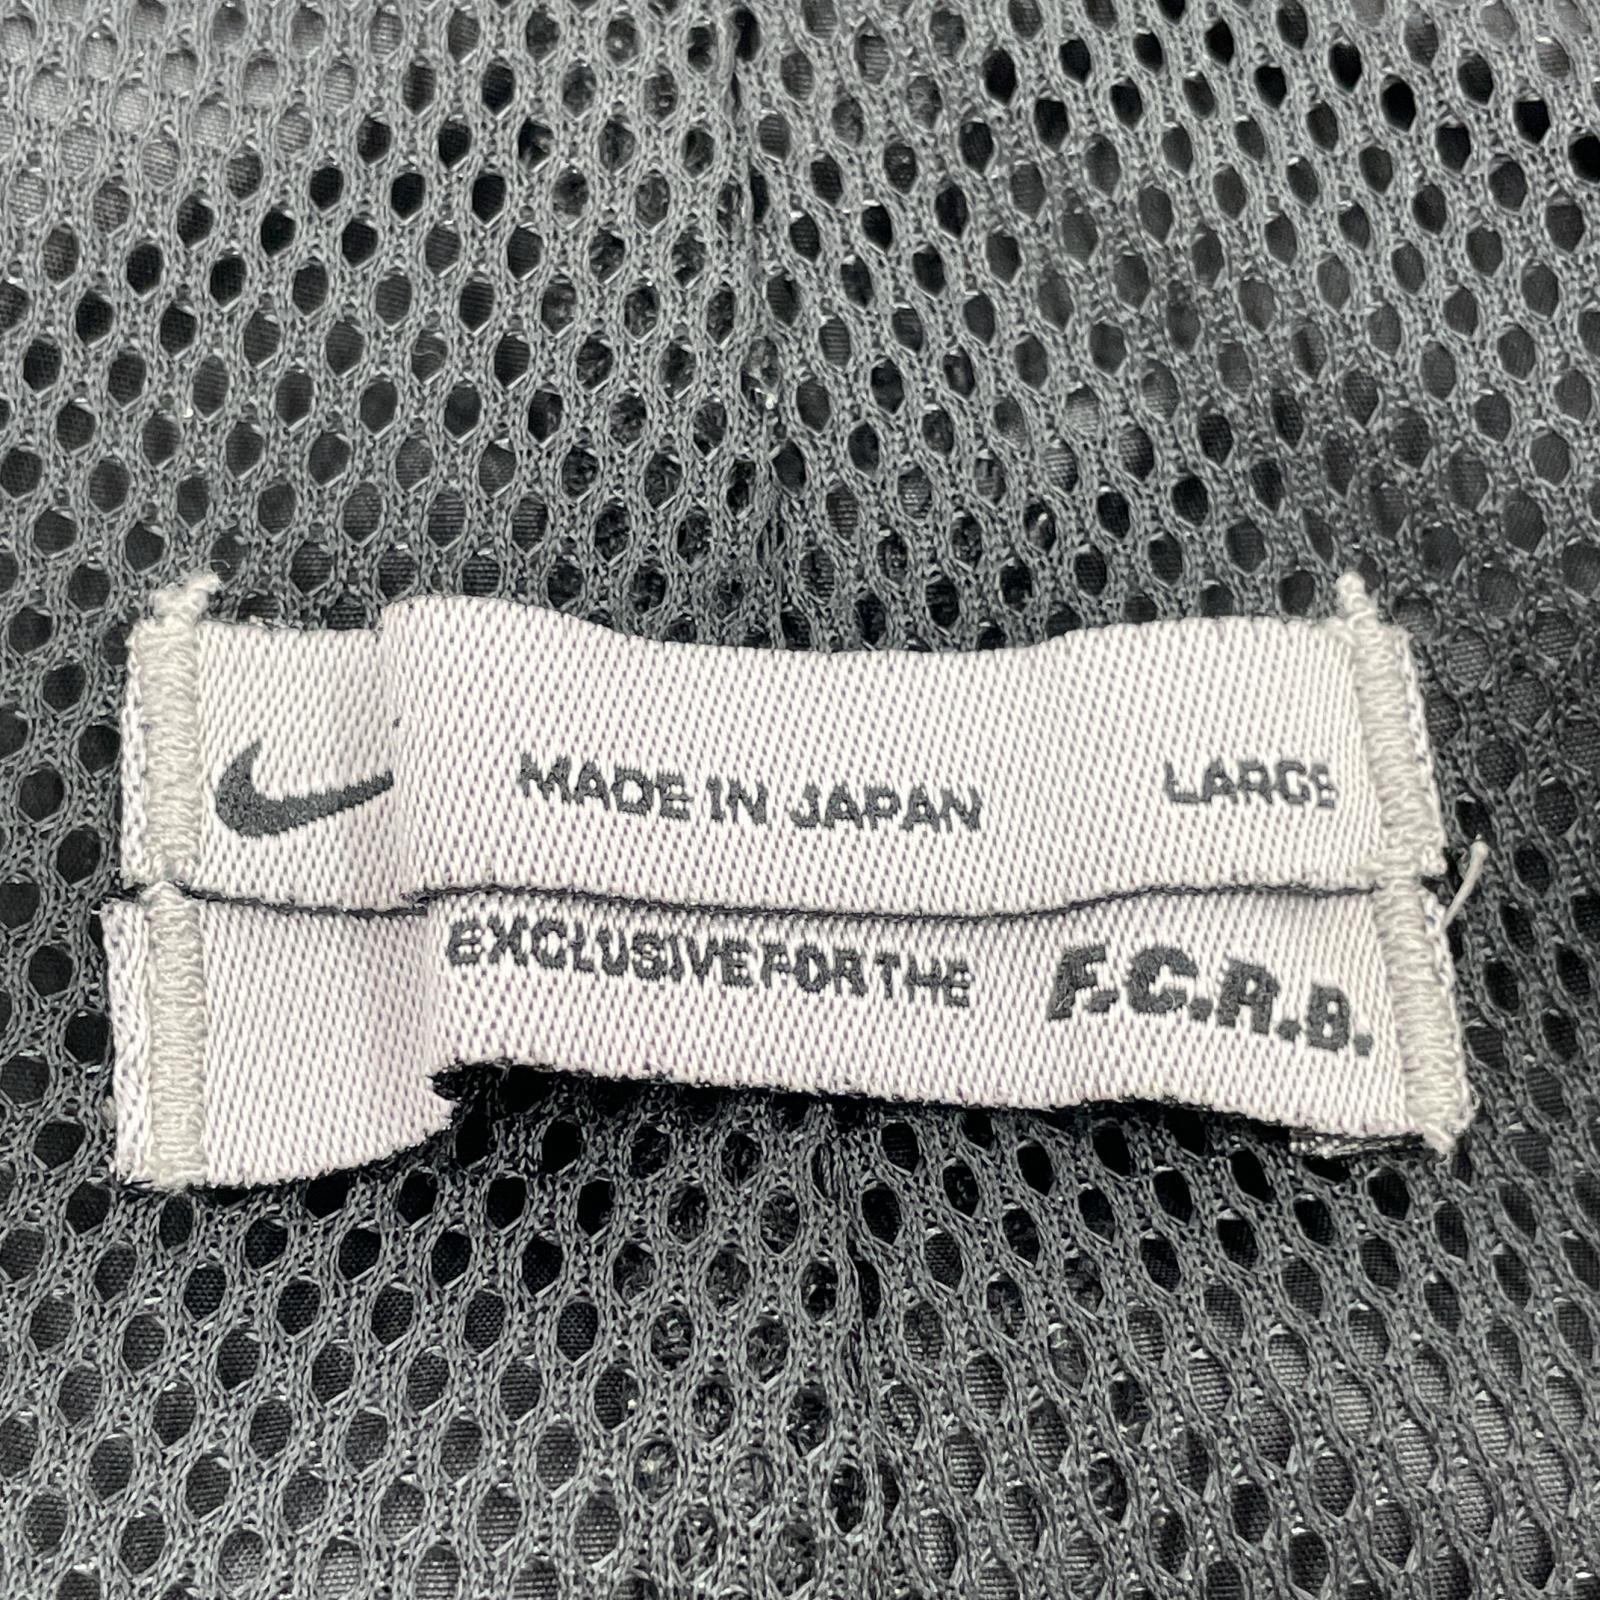 MADE IN JAPAN LARGE
EXCLUSIVE FOR THE F.C.R.B.